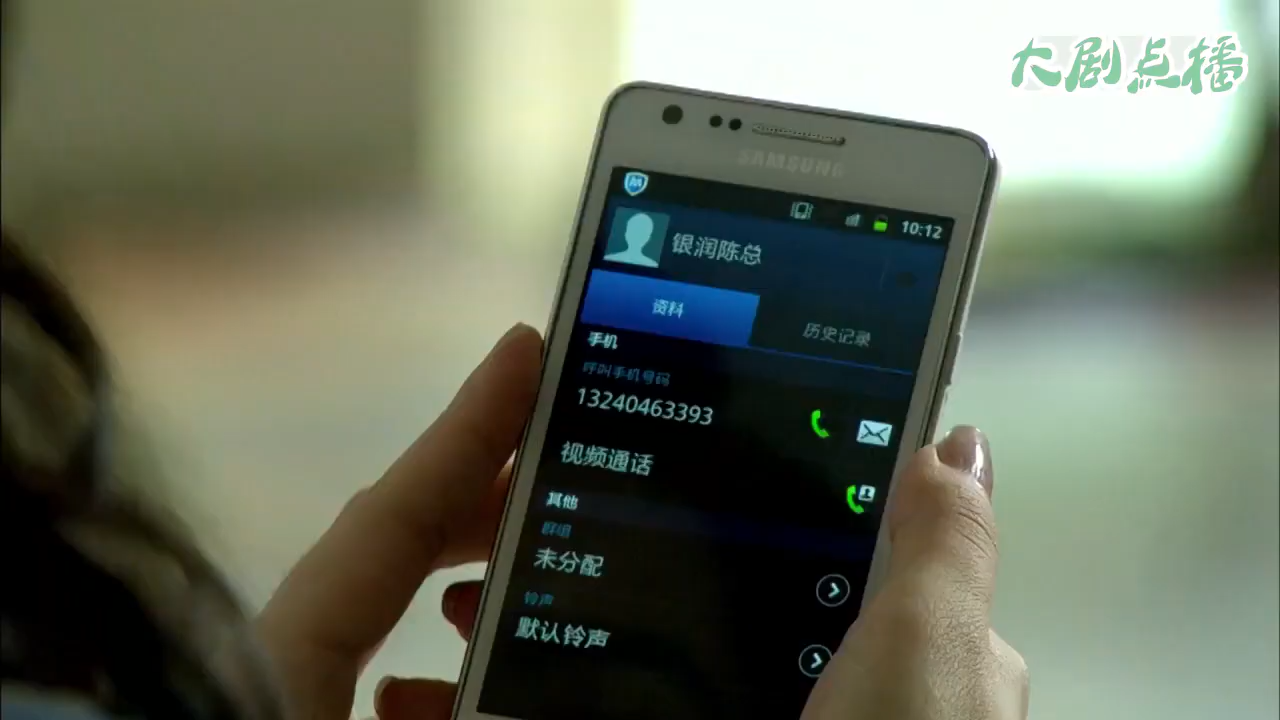 大剧点播
SAMSUNG
10:12
银润陈总
资料
历史记录
手机
呼叫手机号码
13240463393
视频通话
其他
群组
未分配
铃声
默认铃声